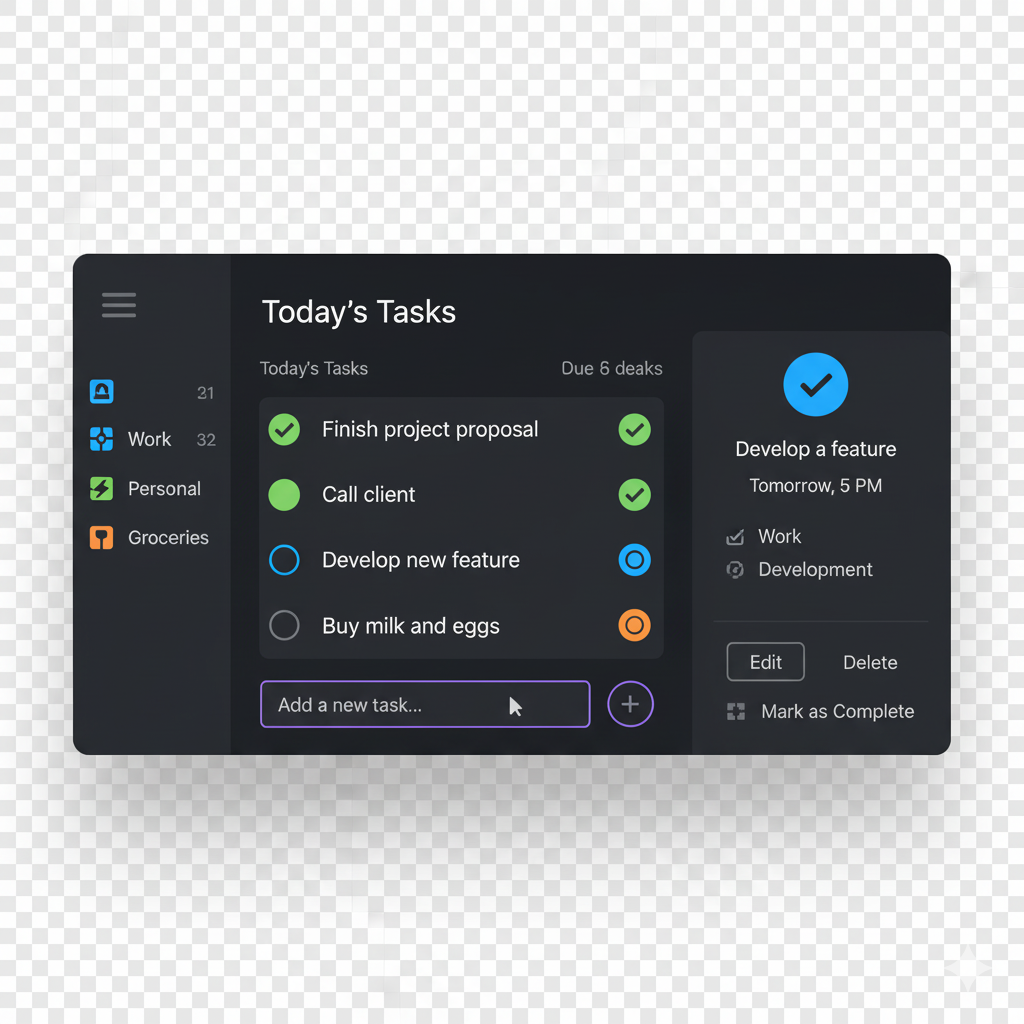 Today's Tasks
Today's Tasks
Due 6 deaks
21
Work 32
Personal
Groceries
Finish project proposal
Call client
Develop new feature
Buy milk and eggs
Add a new task...
Develop a feature
Tomorrow, 5 PM
Work
Development
Edit
Delete
Mark as Complete